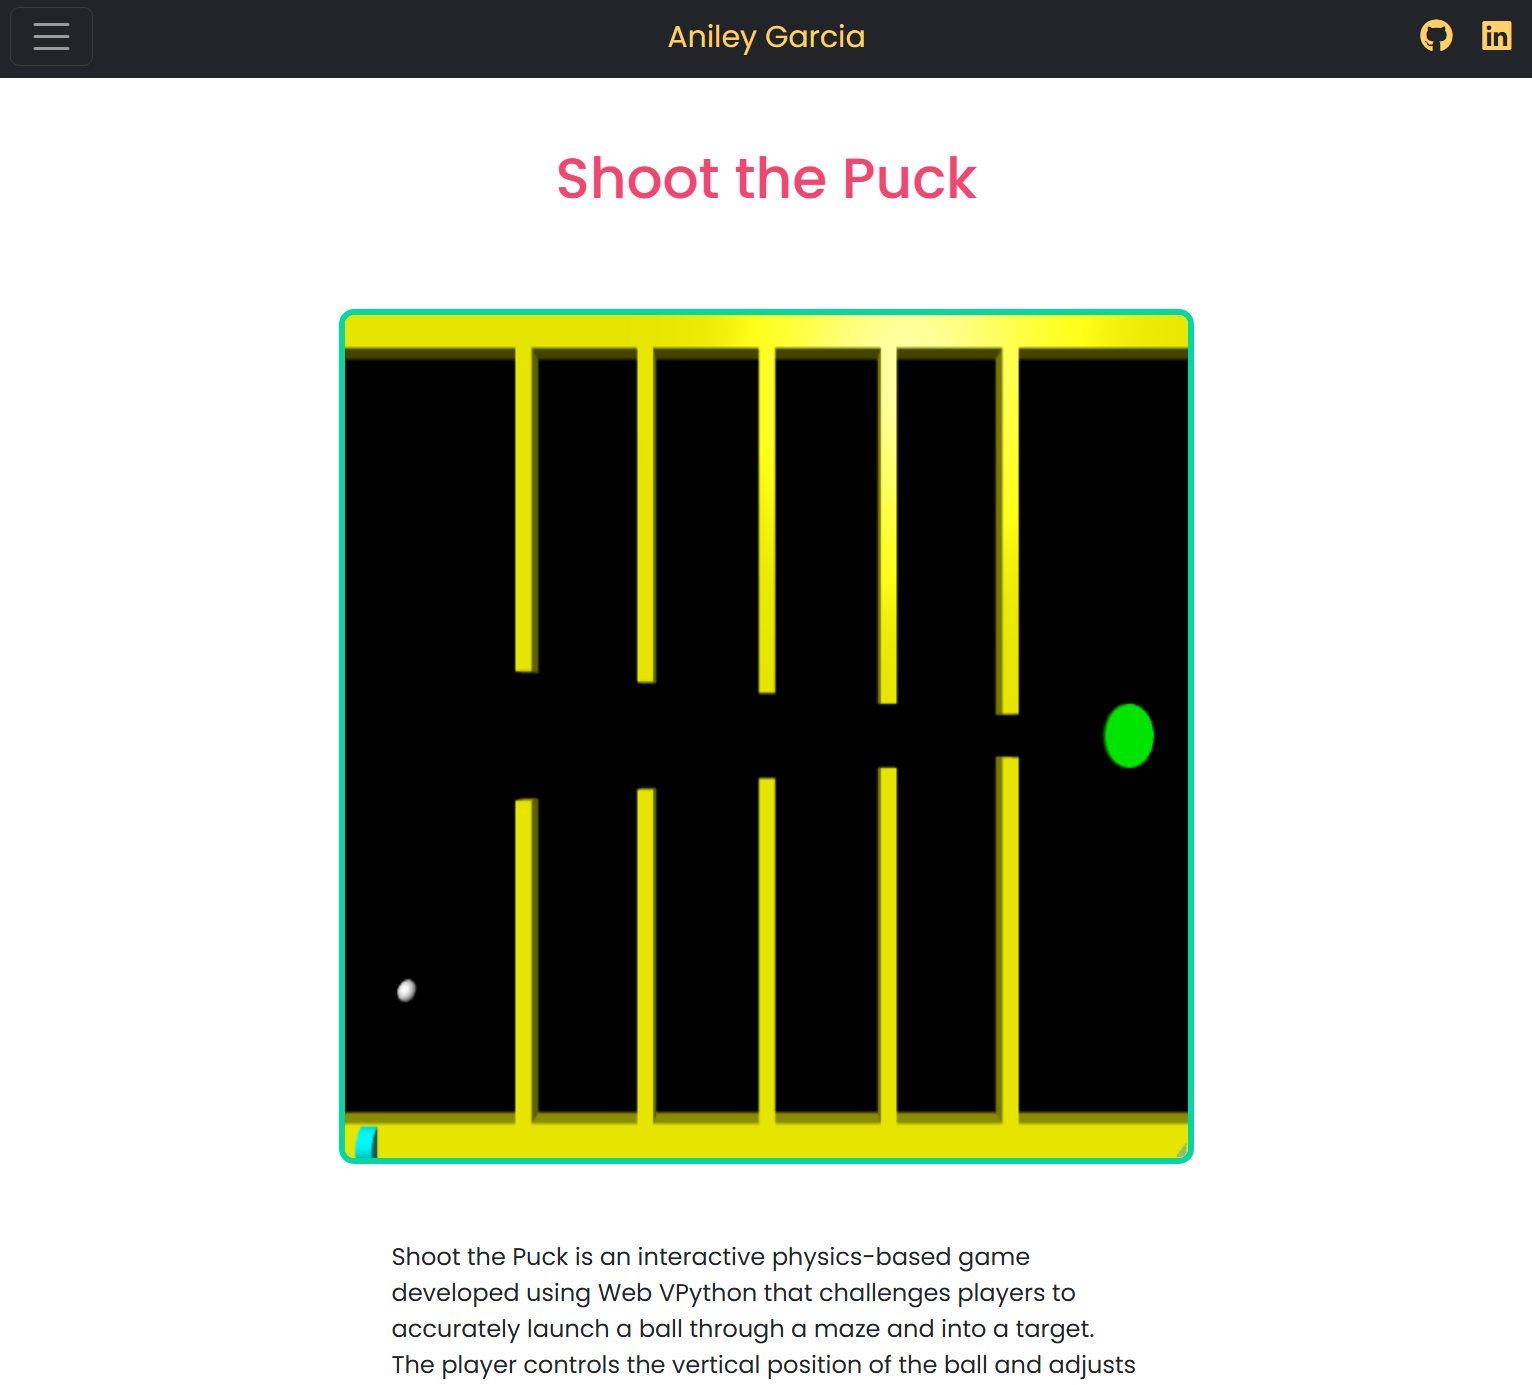 Aniley Garcia
Shoot the Puck
Shoot the Puck is an interactive physics-based game
developed using Web VPython that challenges players to
accurately launch a ball through a maze and into a target.
The player controls the vertical position of the ball and adjusts